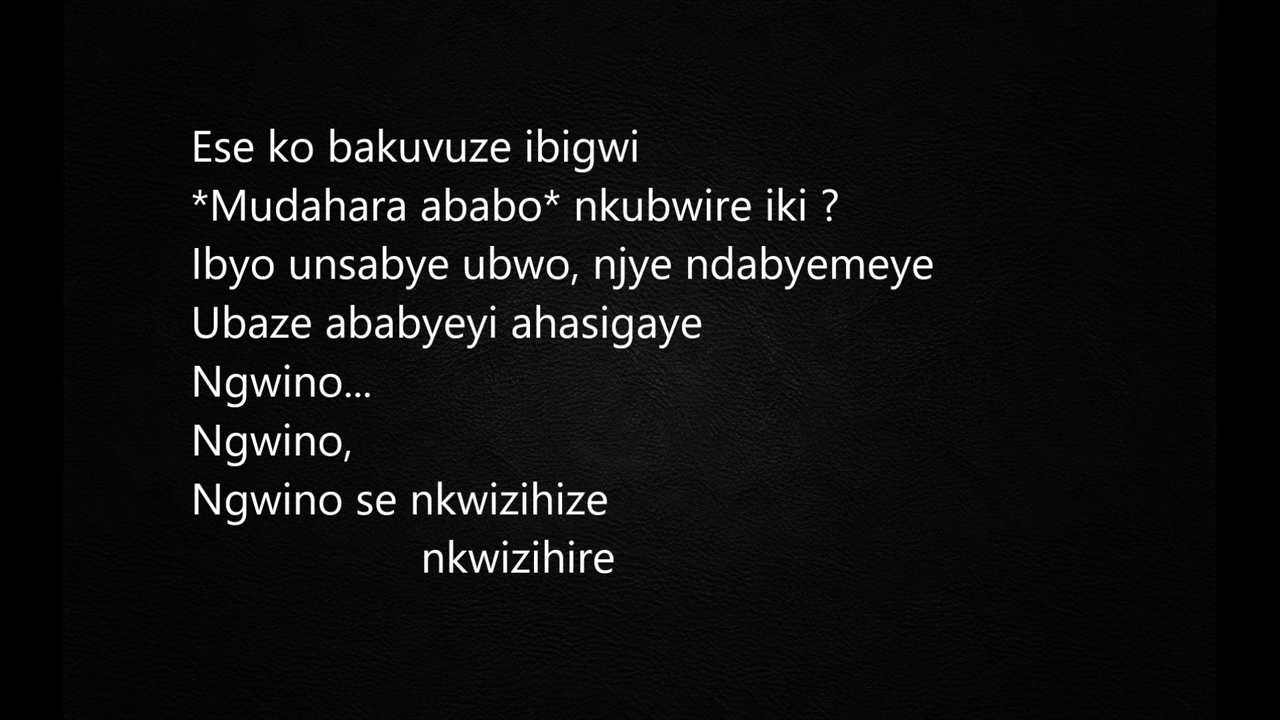 Ese ko bakuvuze ibigwi
*Mudahara ababo* nkubwire iki ?
Ibyo unsabye ubwo, njye ndabyemeye
Ubaze ababyeyi ahasigaye
Ngwino...
Ngwino,
Ngwino se nkwizihize
nkwizihire